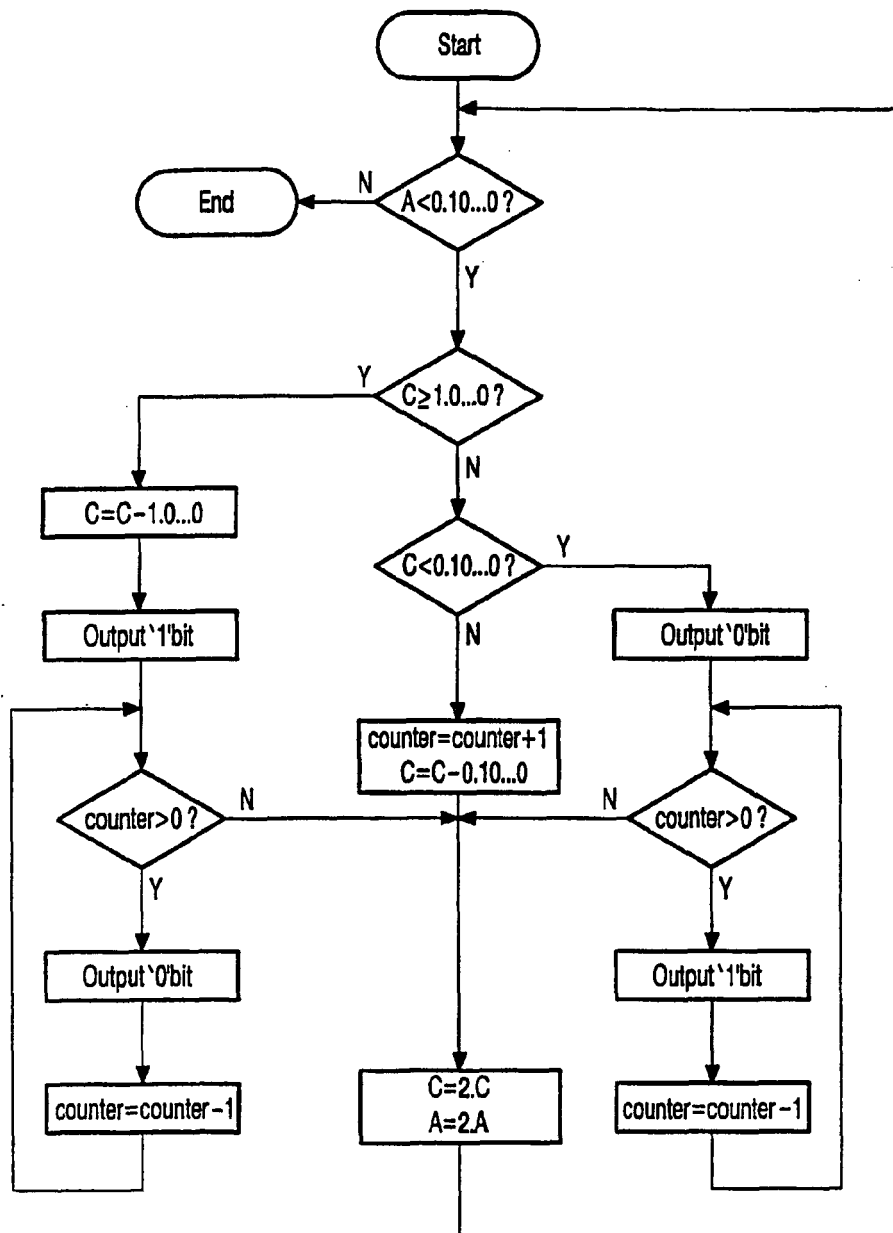 Start
N
A<0.10...0 ?
End
Y
Y
C≥1.0...0 ?
N
C=C−1.0...0
C<0.10...0 ?
Y
Output `1'bit
N
Output `0'bit
counter=counter+1
C=C−0.10...0
counter>0 ?
N
N
counter>0 ?
Y
Y
Output `0'bit
Output `1'bit
C=2.C
A=2.A
counter=counter−1
counter=counter−1